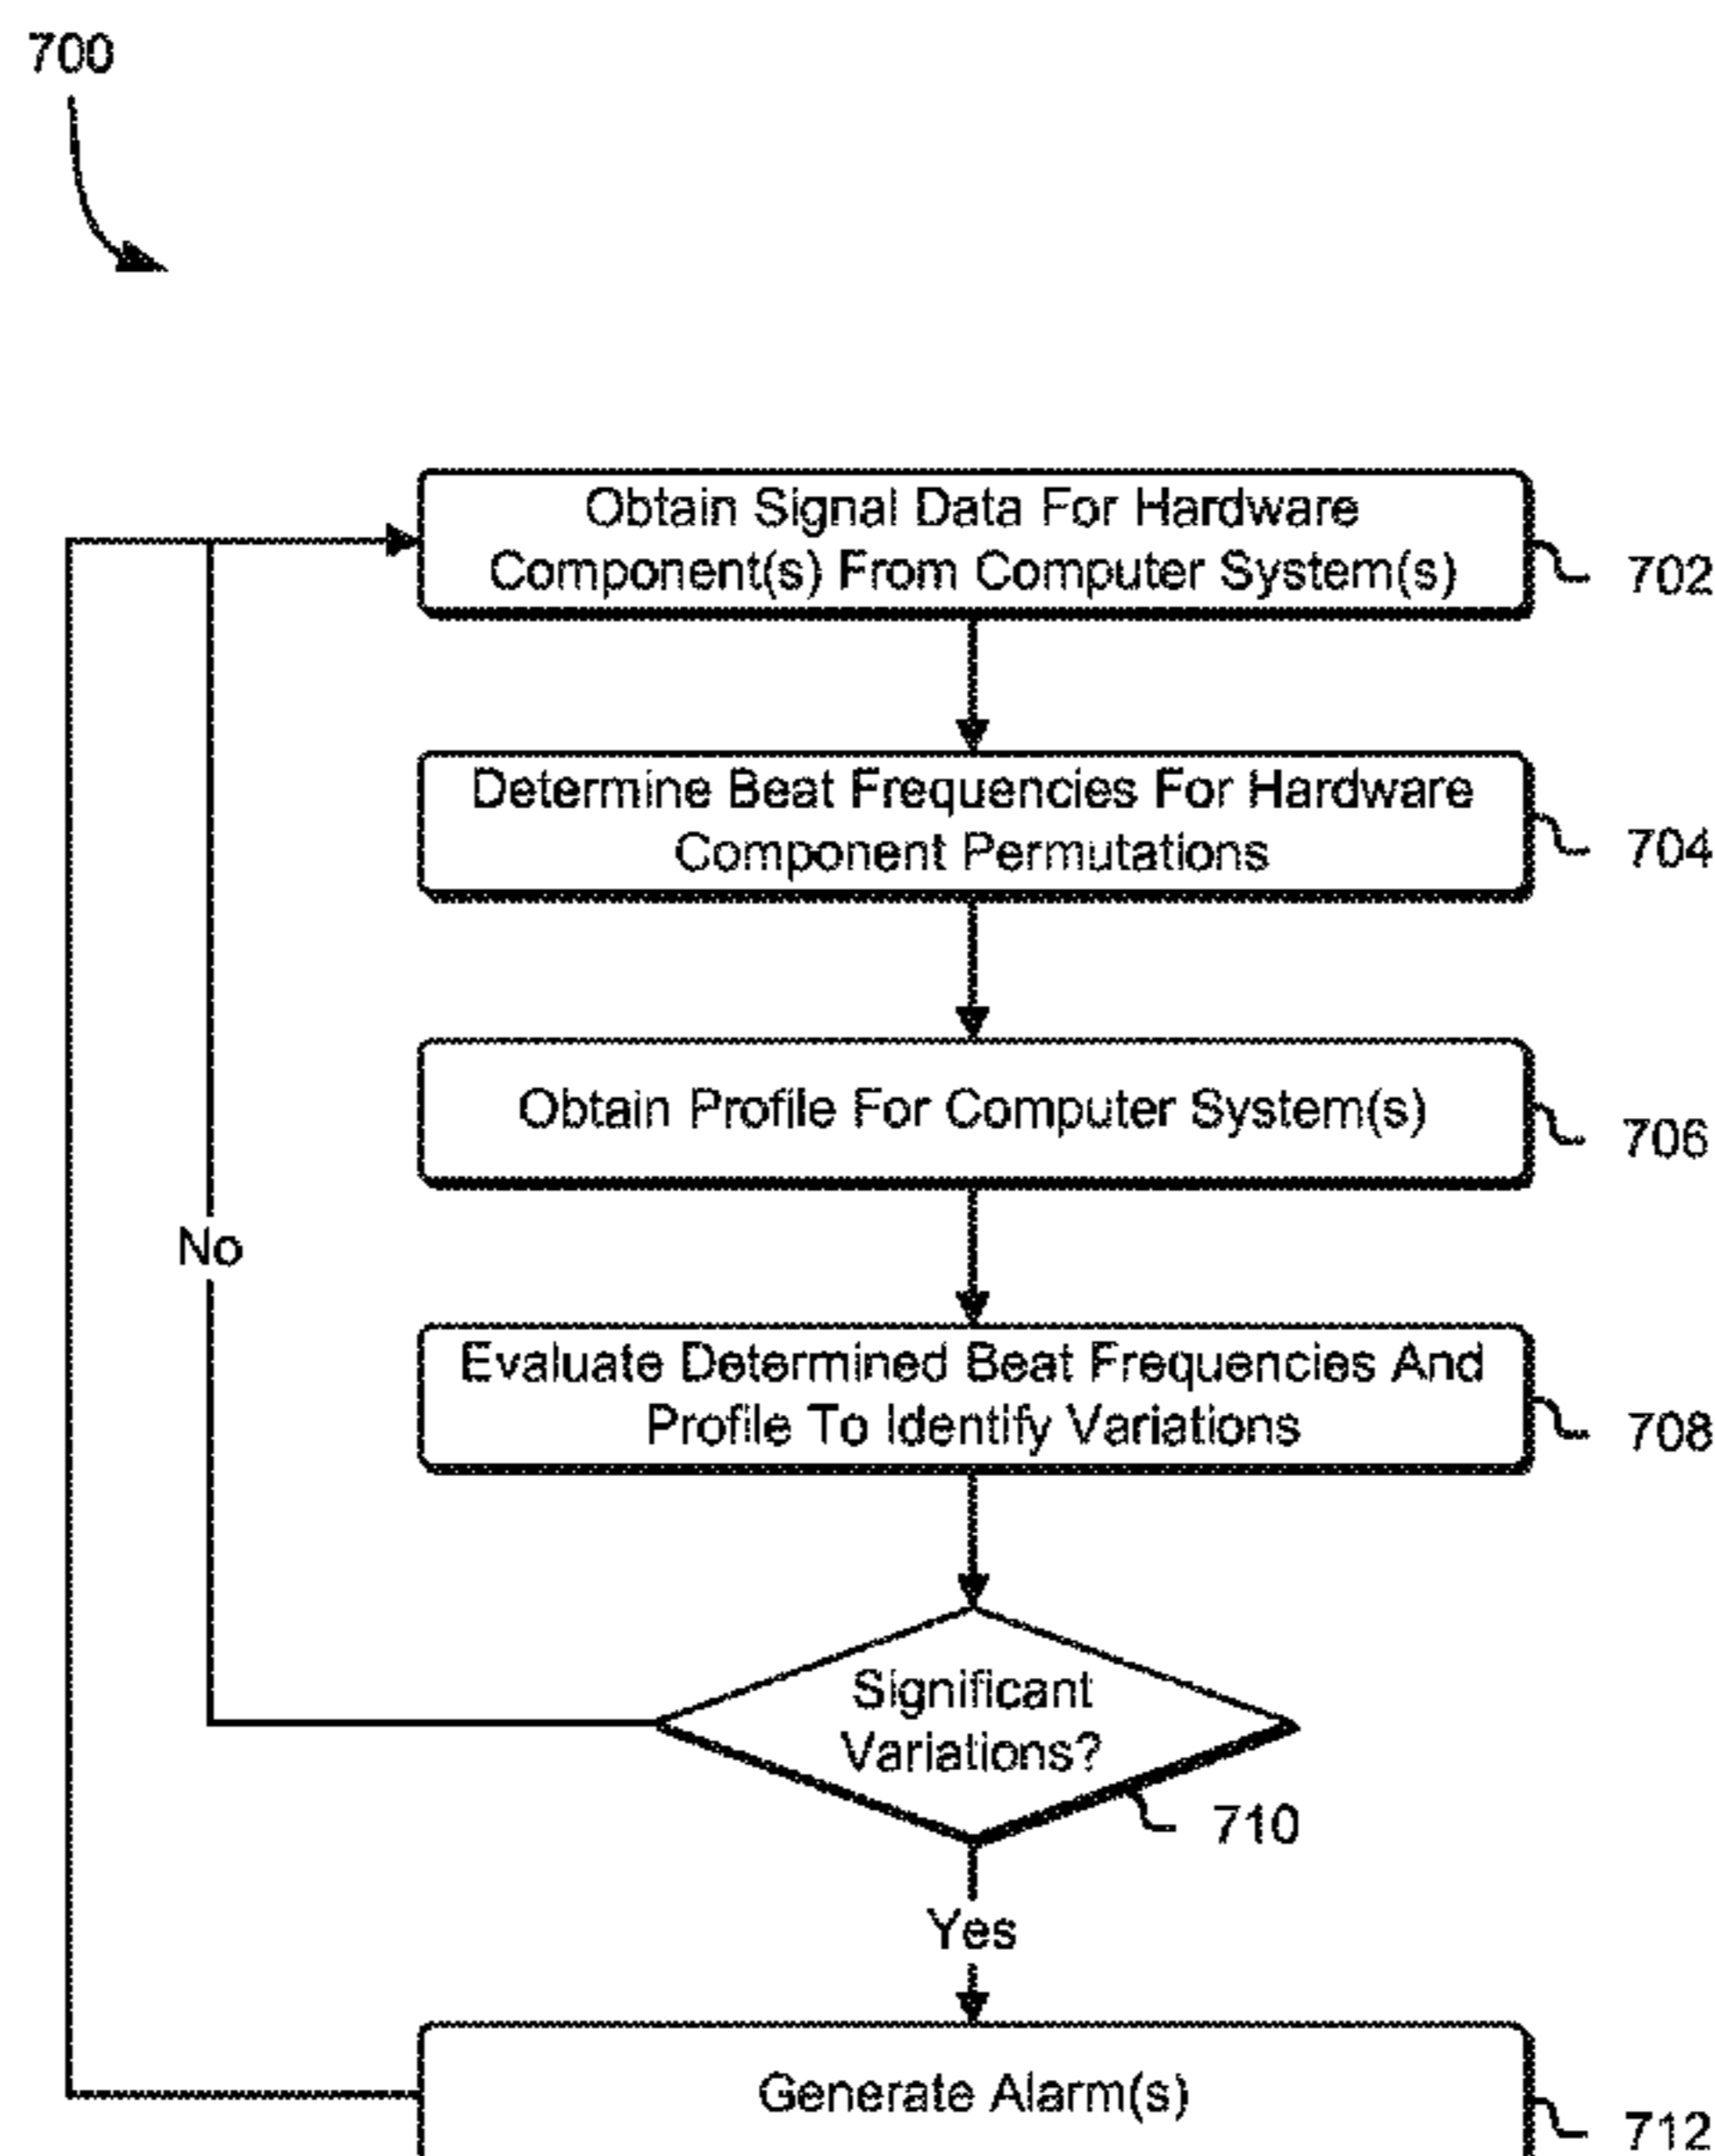 700
Obtain Signal Data For Hardware
Component(s) From Computer System(s)
702
Determine Beat Frequencies For Hardware
Component Permutations
704
Obtain Profile For Computer System(s)
706
No
Evaluate Determined Beat Frequencies And
Profile To Identify Variations
708
Significant
Variations?
710
Yes
Generate Alarm(s)
712